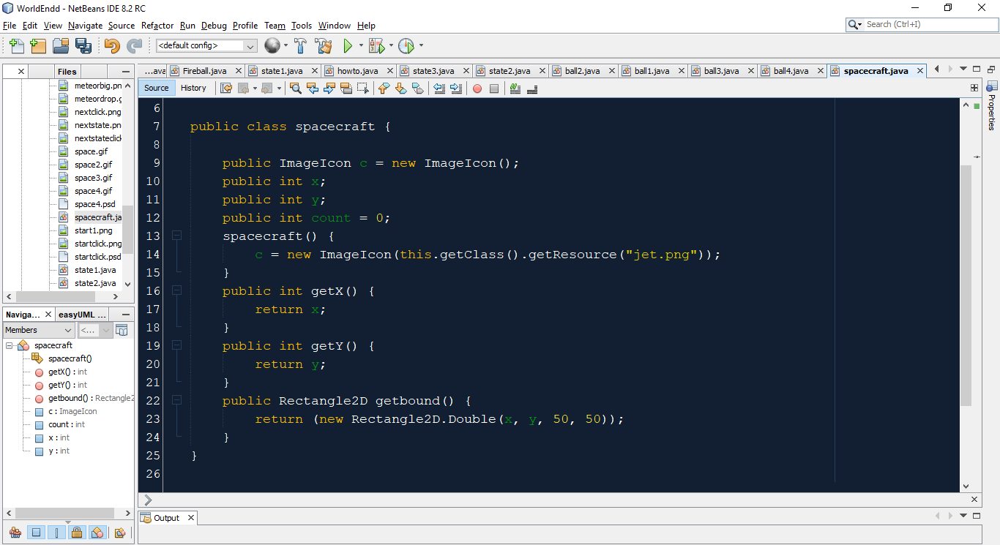 WorldEndd - NetBeans IDE 8.2 RC
File Edit View Navigate Source Refactor Run Debug Profile Team Tools Window Help
Search (Ctrl+I)
<default config>
Files
meteorbig.pn
meteordrop.g
nextclick.png
nextstate.pn
nextstateclick
space.gif
space2.gif
space3.gif
space4.gif
space4.psd
spacecraft.ja
start1.png
startclick.png
startclick.psd
state1.java
state2.java
Naviga... easyUML ...
Members <...
spacecraft
spacecraft()
getX() : int
getY() : int
getbound() : Rectangle2
c : ImageIcon
count : int
x : int
y : int
...ava Fireball.java state1.java howto.java state3.java state2.java ball2.java ball1.java ball3.java ball4.java spacecraft.java
Source History
6
7 public class spacecraft {
8
9 public ImageIcon c = new ImageIcon();
10 public int x;
11 public int y;
12 public int count = 0;
13 spacecraft() {
14 c = new ImageIcon(this.getClass().getResource("jet.png"));
15 }
16 public int getX() {
17 return x;
18 }
19 public int getY() {
20 return y;
21 }
22 public Rectangle2D getbound() {
23 return (new Rectangle2D.Double(x, y, 50, 50));
24 }
25 }
26
Output
Properties